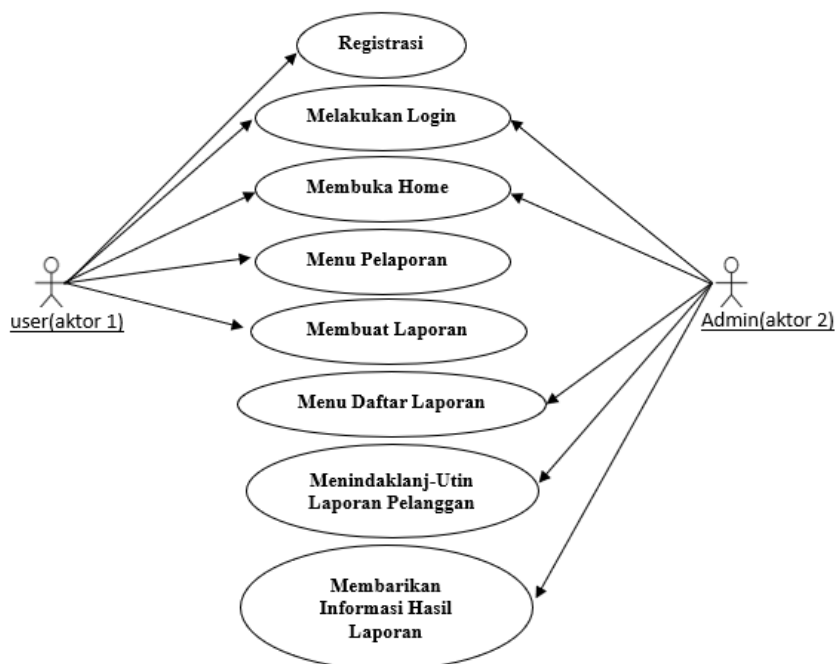 Registrasi
Melakukan Login
Membuka Home
Menu Pelaporan
user(aktor 1)
Admin(aktor 2)
Membuat Laporan
Menu Daftar Laporan
Menindaklanj-Utin
Laporan Pelanggan
Membarikan
Informasi Hasil
Laporan